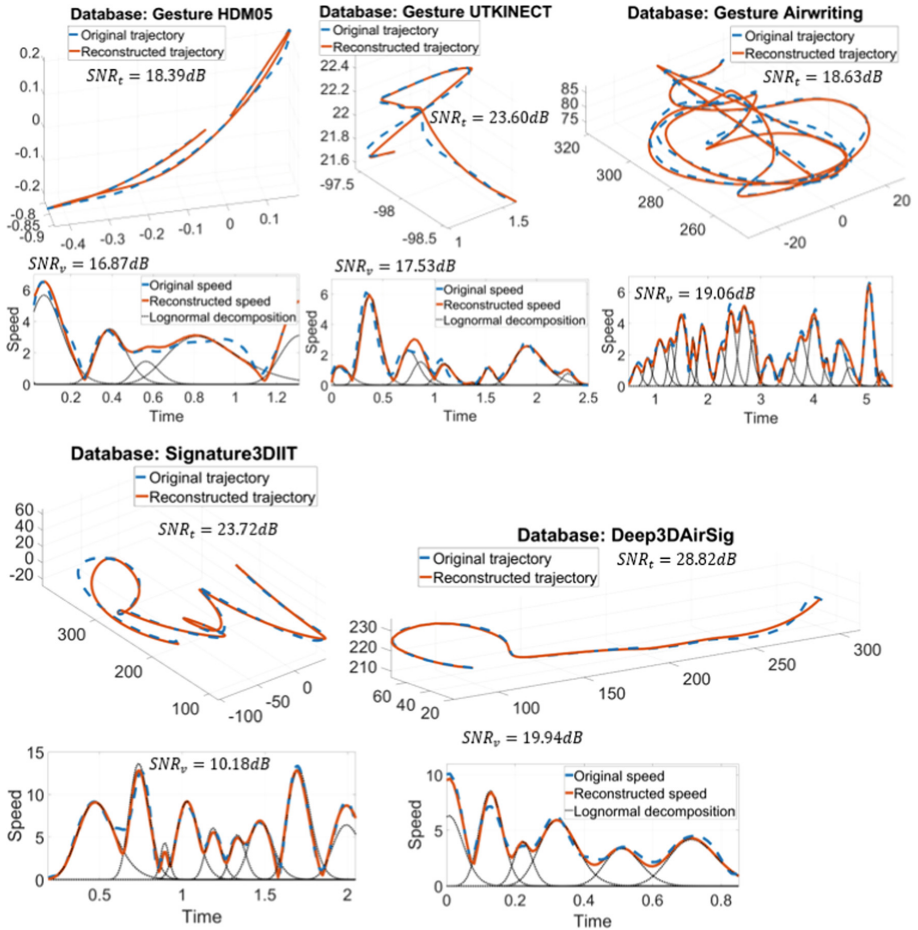 Database: Gesture HDM05
Original trajectory
Reconstructed trajectory
SNR_t = 18.39dB
0.2
0.1
0
-0.1
-0.2
-0.8
-0.85
-0.9
-0.4
-0.3
-0.2
-0.1
0
0.1
Database: Gesture UTKINECT
Original trajectory
Reconstructed trajectory
22.4
22.2
22
21.8
21.6
SNR_t = 23.60dB
-97.5
-98
-98.5
1
1.5
Database: Gesture Airwriting
Original trajectory
Reconstructed trajectory
SNR_t = 18.63dB
85
80
75
320
300
280
260
-20
0
20
SNR_v = 16.87dB
Original speed
Reconstructed speed
Lognormal decomposition
Speed
6
4
2
0
0.2
0.4
0.6
0.8
1
1.2
Time
SNR_v = 17.53dB
Original speed
Reconstructed speed
Lognormal decomposition
Speed
6
4
2
0
0
0.5
1
1.5
2
2.5
Time
SNR_v = 19.06dB
Speed
6
4
2
0
1
2
3
4
5
Time
Database: Signature3DIIT
Original trajectory
Reconstructed trajectory
SNR_t = 23.72dB
60
40
20
0
-20
300
200
100
-100
-50
0
Database: Deep3DAirSig
Original trajectory
Reconstructed trajectory
SNR_t = 28.82dB
230
220
210
60
40
20
100
150
200
250
300
SNR_v = 10.18dB
Speed
15
10
5
0
0.5
1
1.5
2
Time
SNR_v = 19.94dB
Original speed
Reconstructed speed
Lognormal decomposition
Speed
10
5
0
0
0.2
0.4
0.6
0.8
Time